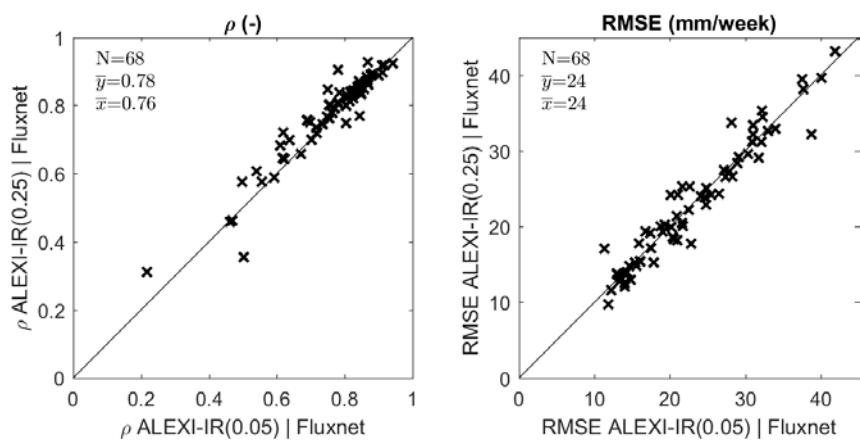 ρ (-)
N=68
y̅=0.78
x̅=0.76
1
0.8
0.6
0.4
0.2
0
0
0.2
0.4
0.6
0.8
1
ρ ALEXI-IR(0.25) | Fluxnet
ρ ALEXI-IR(0.05) | Fluxnet
RMSE (mm/week)
N=68
y̅=24
x̅=24
40
30
20
10
0
0
10
20
30
40
RMSE ALEXI-IR(0.25) | Fluxnet
RMSE ALEXI-IR(0.05) | Fluxnet